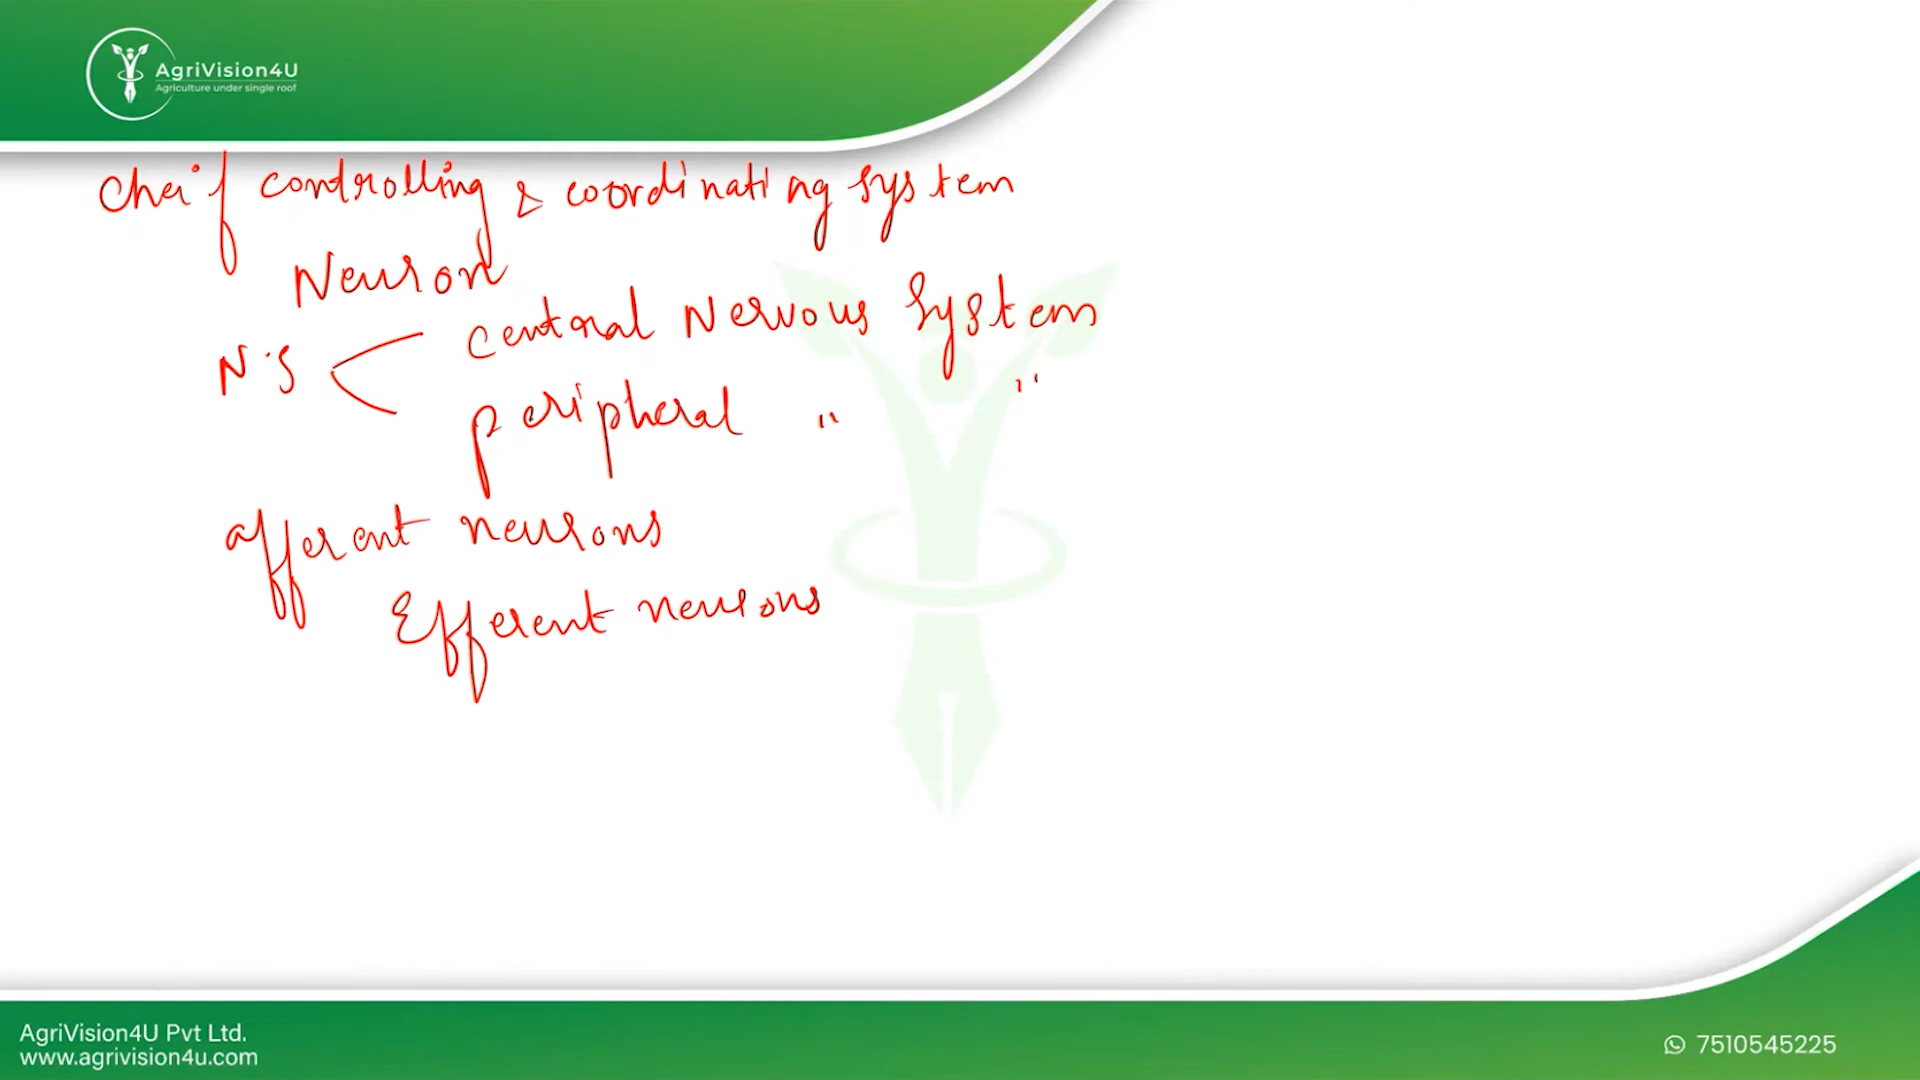 AgriVision4U
Agriculture under single roof
Cheif controlling & coordinating system
Neuron
N.S
Central Nervous System
peripheral " "
afferent neurons
Efferent neurons
AgriVision4U Pvt Ltd.
www.agrivision4u.com
7510545225